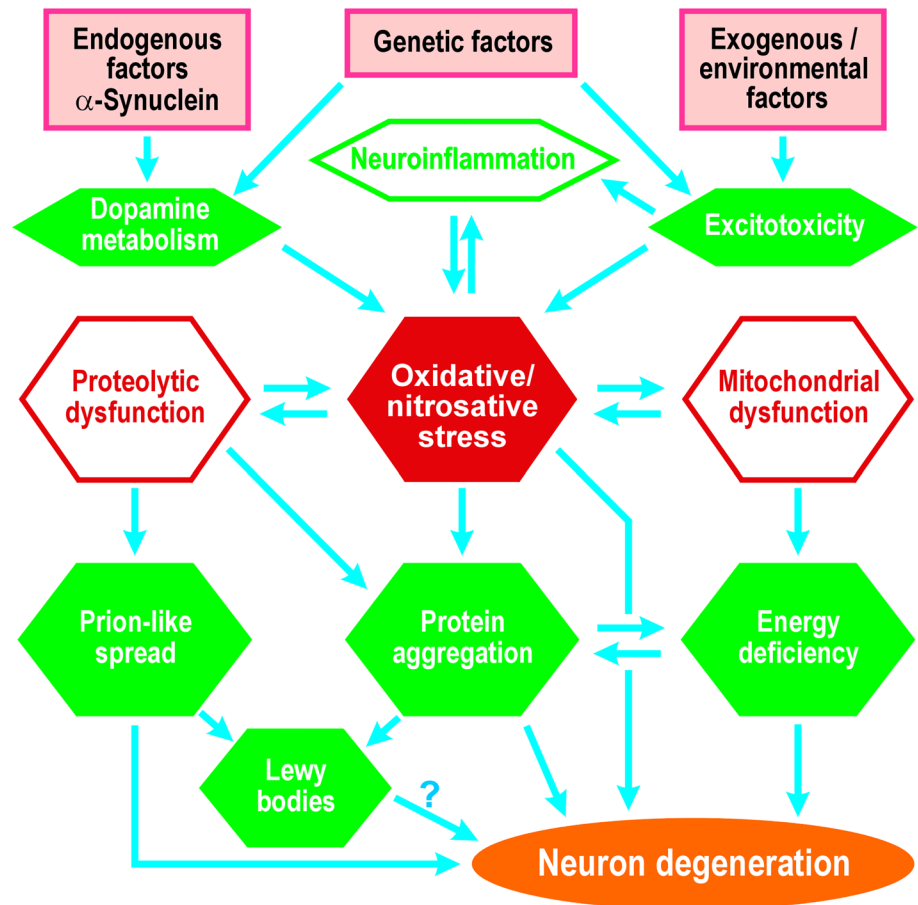 Endogenous
factors
α-Synuclein
Genetic factors
Exogenous /
environmental
factors
Neuroinflammation
Dopamine
metabolism
Excitotoxicity
Proteolytic
dysfunction
Oxidative/
nitrosative
stress
Mitochondrial
dysfunction
Prion-like
spread
Protein
aggregation
Energy
deficiency
Lewy
bodies
?
Neuron degeneration